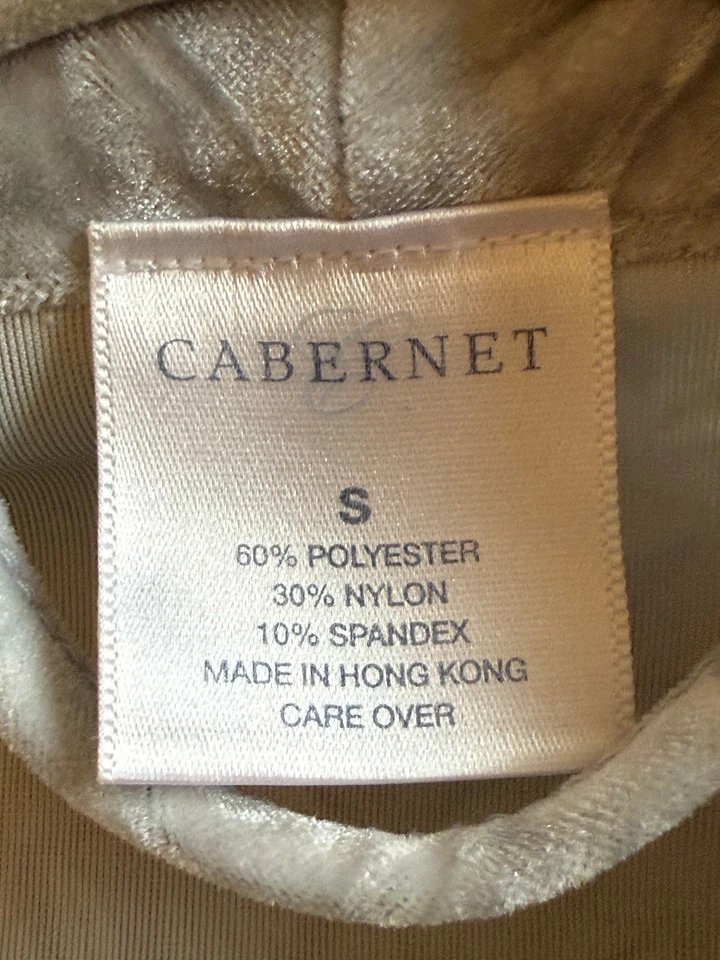 CABERNET
S
60% POLYESTER
30% NYLON
10% SPANDEX
MADE IN HONG KONG
CARE OVER